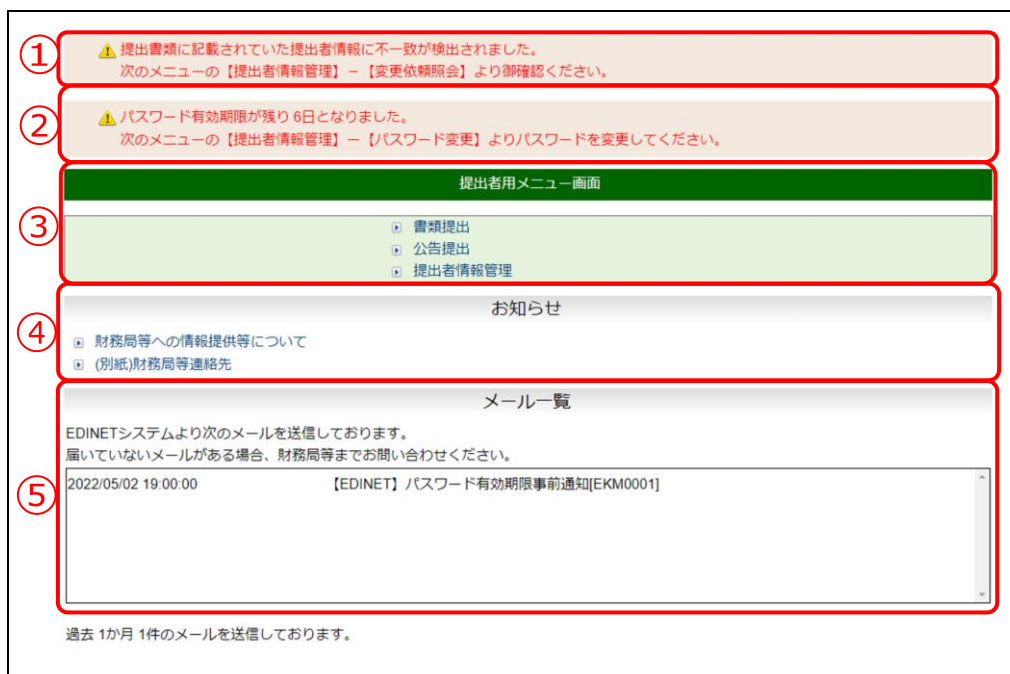 ①
提出書類に記載されていた提出者情報に不一致が検出されました。
次のメニューの【提出者情報管理】－【変更依頼照会】より御確認ください。
②
パスワード有効期限が残り 6日となりました。
次のメニューの【提出者情報管理】－【パスワード変更】よりパスワードを変更してください。
③
提出者用メニュー画面
書類提出
公告提出
提出者情報管理
④
お知らせ
財務局等への情報提供等について
(別紙)財務局等連絡先
⑤
メール一覧
EDINETシステムより次のメールを送信しております。
届いていないメールがある場合、財務局等までお問い合わせください。
2022/05/02 19:00:00 【EDINET】パスワード有効期限事前通知[EKM0001]
過去 1か月 1件のメールを送信しております。